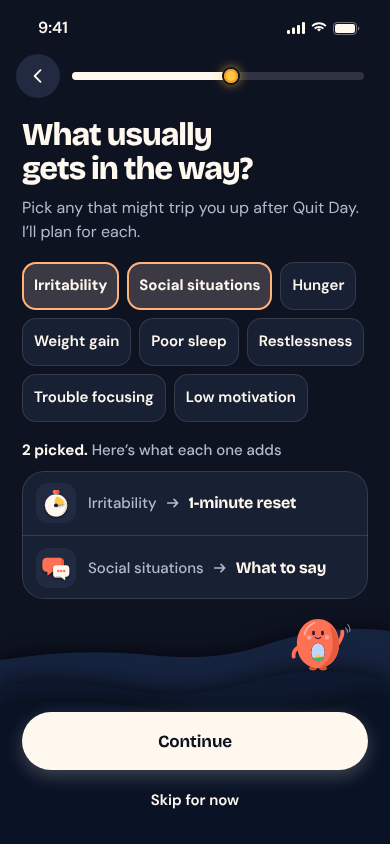 9:41
What usually
gets in the way?
Pick any that might trip you up after Quit Day.
I’ll plan for each.
Irritability
Social situations
Hunger
Weight gain
Poor sleep
Restlessness
Trouble focusing
Low motivation
2 picked. Here’s what each one adds
Irritability → 1-minute reset
Social situations → What to say
Continue
Skip for now